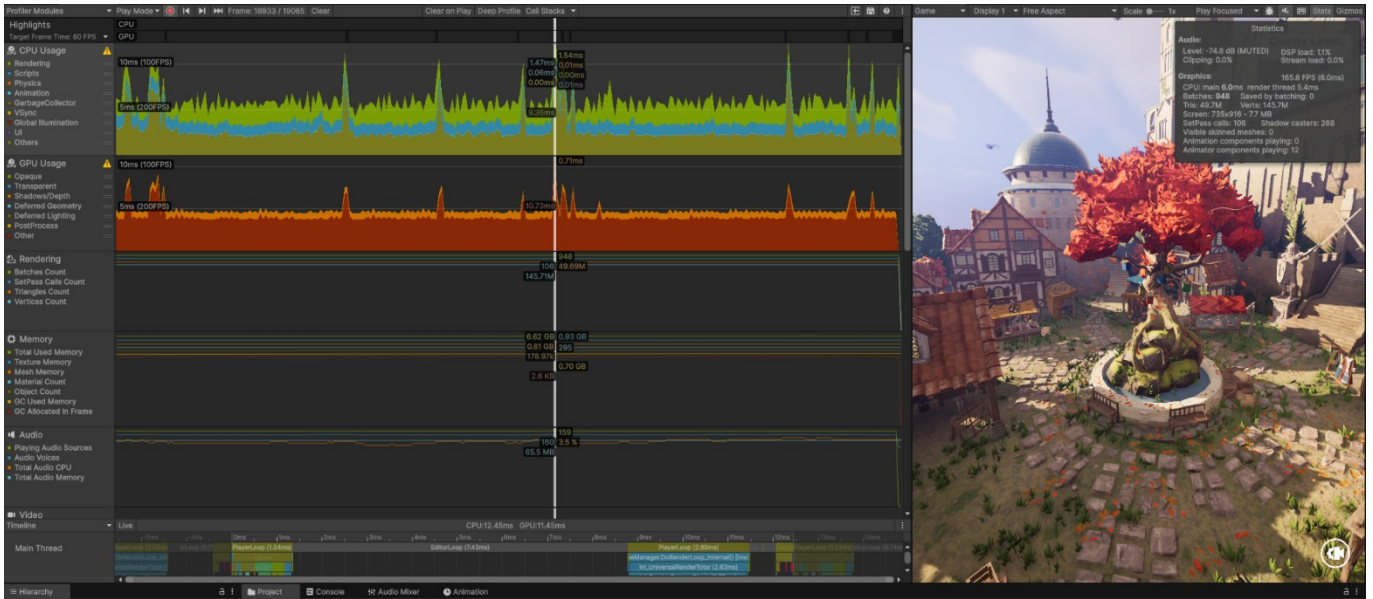 Profiler Modules
Play Mode
Frame: 18933 / 19065
Clear
Clear on Play
Deep Profile
Call Stacks
Game
Display 1
Free Aspect
Scale
1x
Play Focused
Stats
Gizmos
Highlights
CPU
Target Frame Time: 60 FPS
GPU
CPU Usage
Rendering
Scripts
Physics
Animation
GarbageCollector
VSync
Global Illumination
UI
Others
10ms (100FPS)
5ms (200FPS)
1.54ms
1.47ms
0.01ms
0.06ms
0.00ms
0.00ms
0.01ms
9.36ms
GPU Usage
Opaque
Transparent
Shadows/Depth
Deferred Geometry
Deferred Lighting
PostProcess
Other
10ms (100FPS)
5ms (200FPS)
0.71ms
10.73ms
Rendering
Batches Count
SetPass Calls Count
Triangles Count
Vertices Count
948
106
49.69M
145.71M
Memory
Total Used Memory
Texture Memory
Mesh Memory
Material Count
Object Count
GC Used Memory
GC Allocated In Frame
6.82 GB
0.93 GB
0.61 GB
295
178.97k
0.70 GB
2.6 KB
Audio
Playing Audio Sources
Audio Voices
Total Audio CPU
Total Audio Memory
159
160
3.5 %
65.5 MB
Video
Timeline
Live
CPU:12.45ms GPU:11.45ms
Main Thread
PlayerLoop (1.34ms)
EditorLoop (7.43ms)
PlayerLoop (2.69ms)
Inl_UniversalRenderTotal (2.62ms)
Hierarchy
Project
Console
Audio Mixer
Animation
Statistics
Audio:
Level: -74.8 dB (MUTED)
DSP load: 1.1%
Clipping: 0.0%
Stream load: 0.0%
Graphics:
165.8 FPS (6.0ms)
CPU: main 6.0ms render thread 5.4ms
Batches: 948 Saved by batching: 0
Tris: 49.7M Verts: 145.7M
Screen: 735x916 - 7.7 MB
SetPass calls: 106 Shadow casters: 288
Visible skinned meshes: 0
Animation components playing: 0
Animator components playing: 12